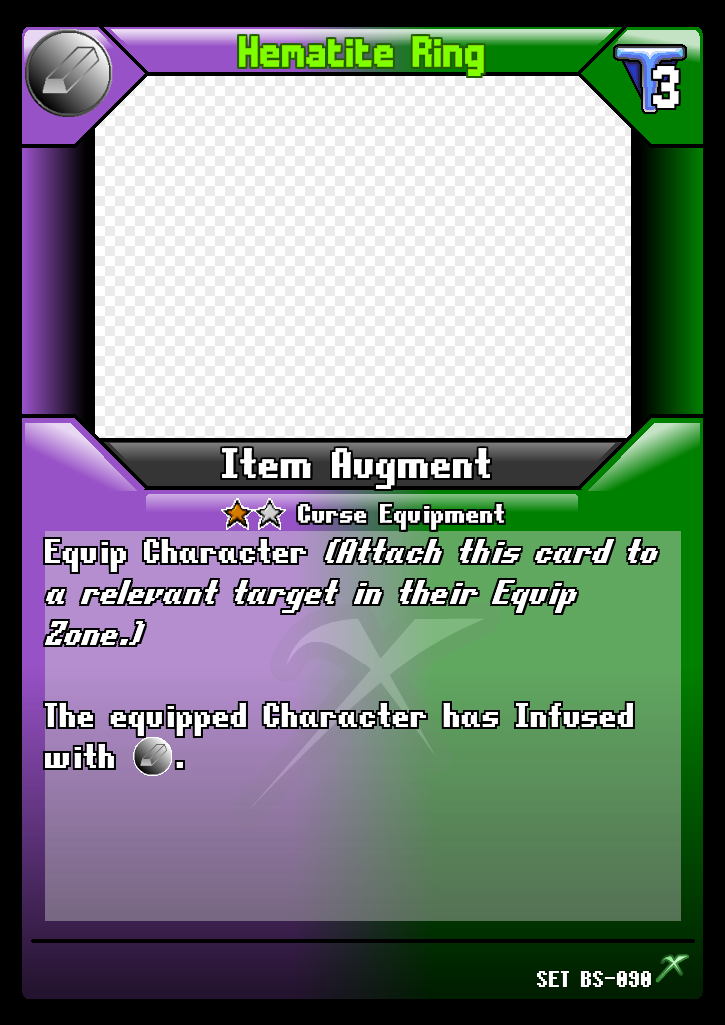 Hematite Ring
3
Item Augment
Curse Equipment
Equip Character (Attach this card to
a relevant target in their Equip
Zone.)
The equipped Character has Infused
with .
SET BS-090